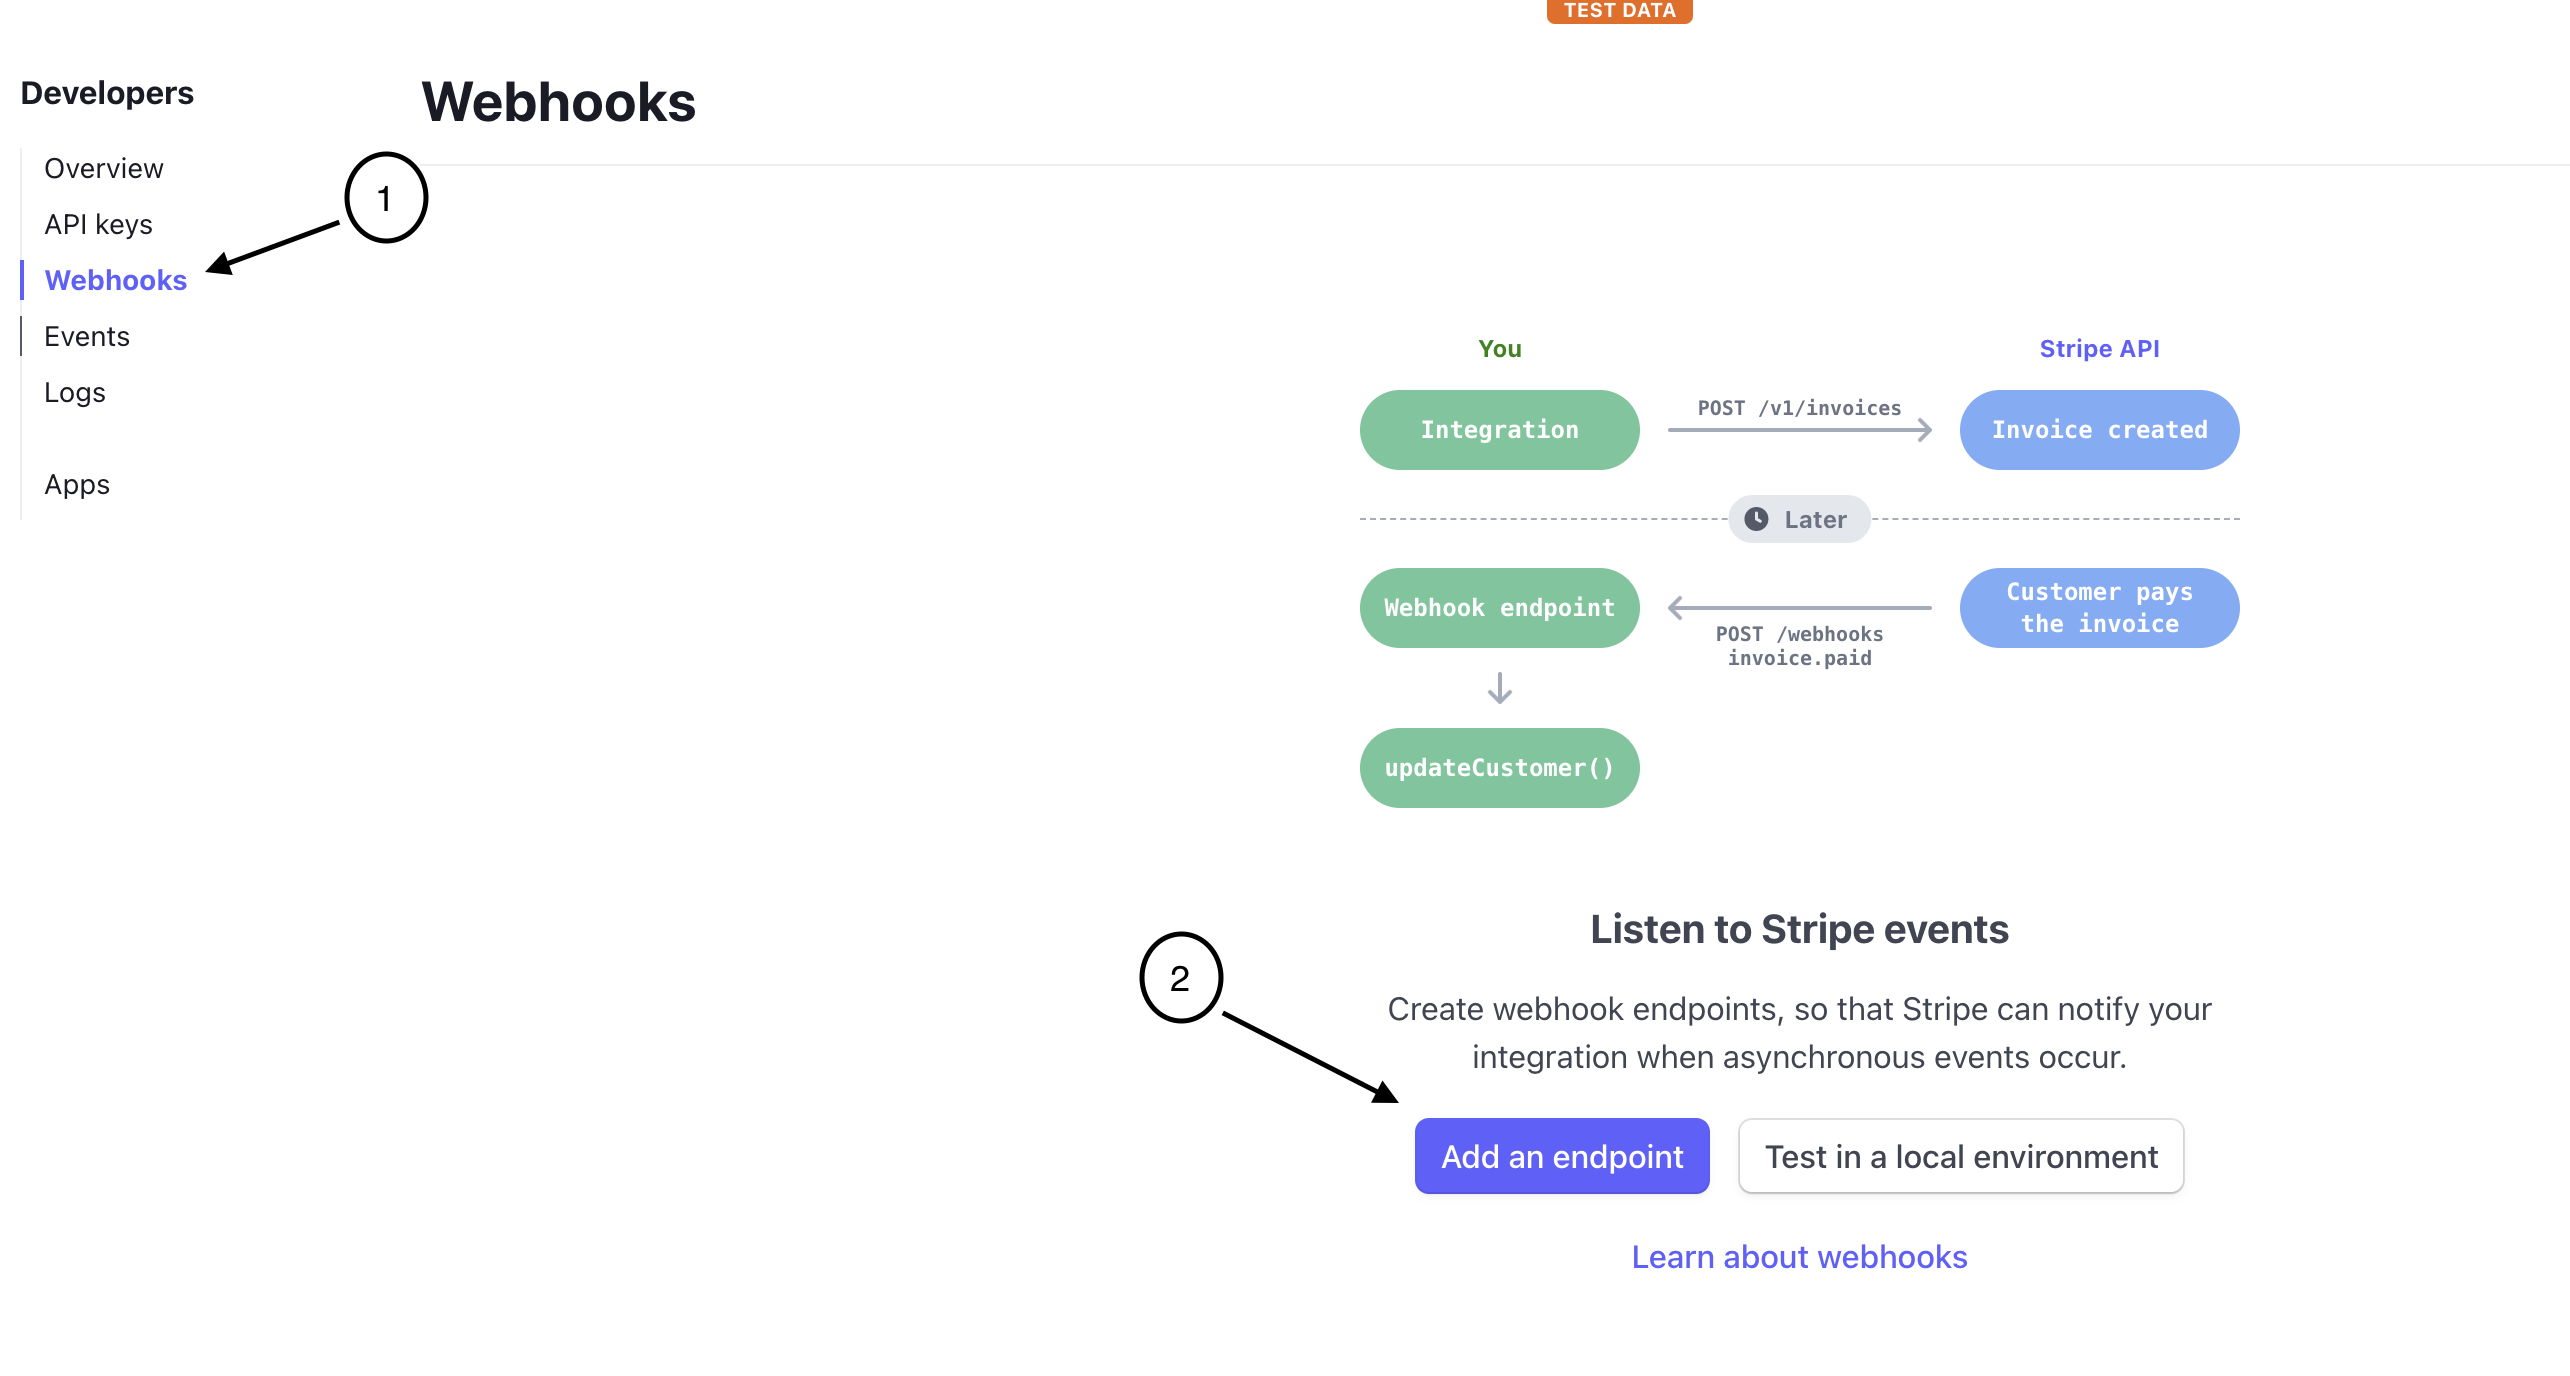 TEST DATA
Developers
Overview
API keys
Webhooks
Events
Logs
Apps
1
Webhooks
You
Stripe API
Integration
POST /v1/invoices
Invoice created
Later
Webhook endpoint
POST /webhooks
invoice.paid
Customer pays
the invoice
updateCustomer()
2
Listen to Stripe events
Create webhook endpoints, so that Stripe can notify your
integration when asynchronous events occur.
Add an endpoint
Test in a local environment
Learn about webhooks